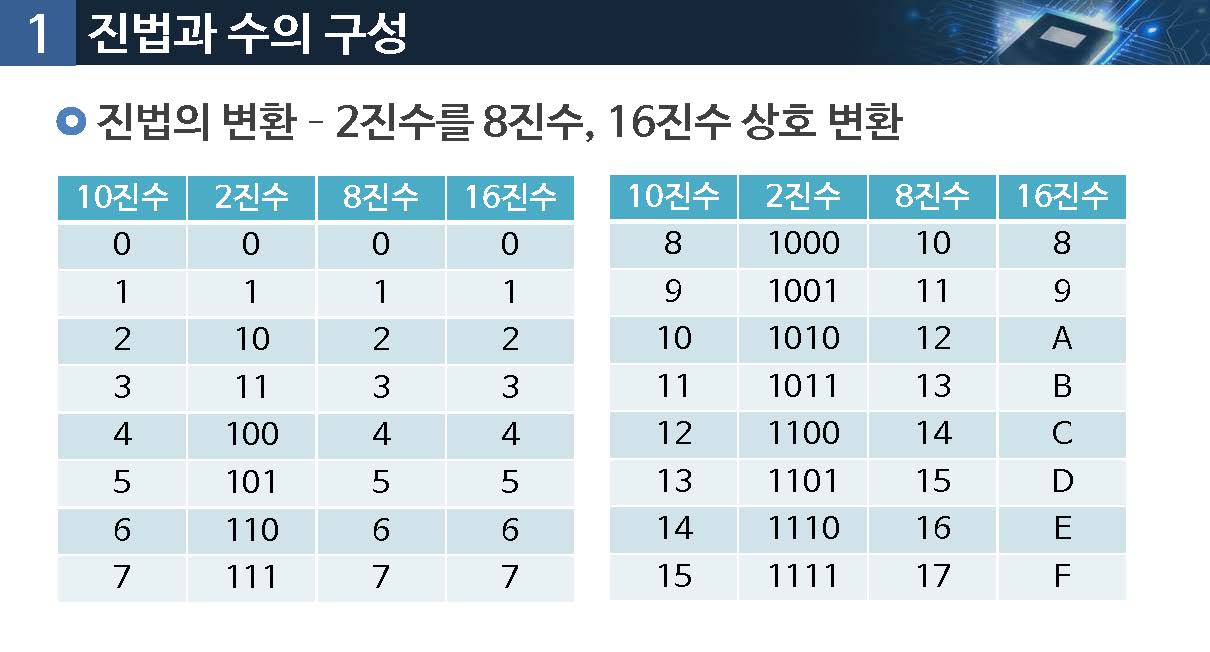 1 진법과 수의 구성
진법의 변환 – 2진수를 8진수, 16진수 상호 변환
10진수 2진수 8진수 16진수
0 0 0 0
1 1 1 1
2 10 2 2
3 11 3 3
4 100 4 4
5 101 5 5
6 110 6 6
7 111 7 7
10진수 2진수 8진수 16진수
8 1000 10 8
9 1001 11 9
10 1010 12 A
11 1011 13 B
12 1100 14 C
13 1101 15 D
14 1110 16 E
15 1111 17 F